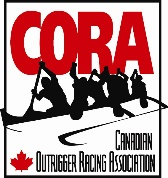 CORA
CANADIAN
OUTRIGGER RACING ASSOCIATION